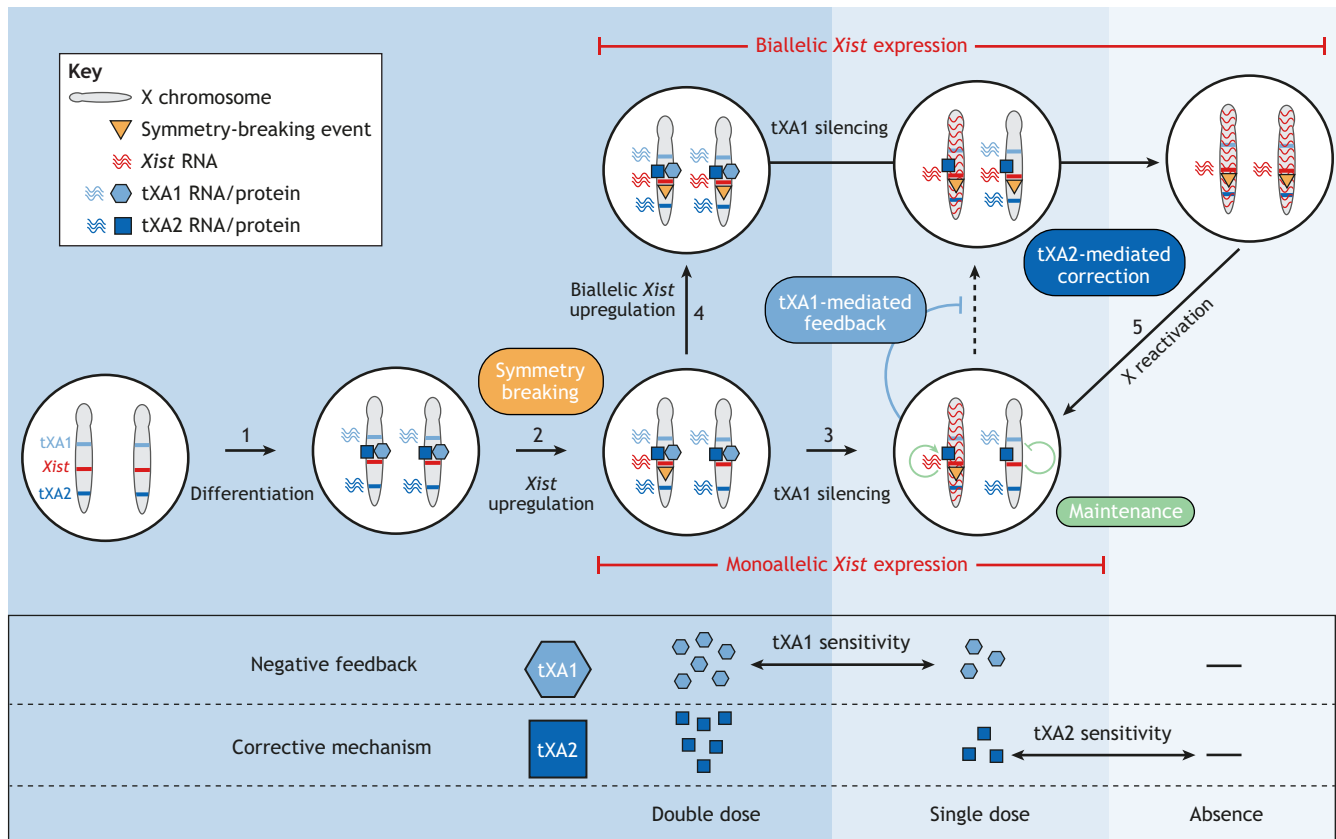 Biallelic Xist expression
Key
X chromosome
Symmetry-breaking event
Xist RNA
tXA1 RNA/protein
tXA2 RNA/protein
tXA1 silencing
tXA2-mediated
correction
Biallelic Xist
upregulation
4
tXA1-mediated
feedback
5
X reactivation
Symmetry
breaking
tXA1
Xist
tXA2
1
Differentiation
2
Xist
upregulation
3
tXA1 silencing
Maintenance
Monoallelic Xist expression
Negative feedback
tXA1
tXA1 sensitivity
Corrective mechanism
tXA2
tXA2 sensitivity
Double dose
Single dose
Absence